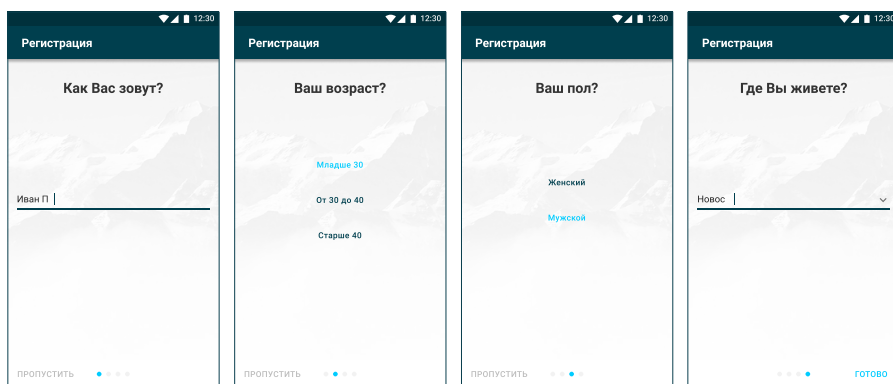 12:30
Регистрация
Как Вас зовут?
Иван П
ПРОПУСТИТЬ
12:30
Регистрация
Ваш возраст?
Младше 30
От 30 до 40
Старше 40
ПРОПУСТИТЬ
12:30
Регистрация
Ваш пол?
Женский
Мужской
ПРОПУСТИТЬ
12:30
Регистрация
Где Вы живете?
Новос
ГОТОВО